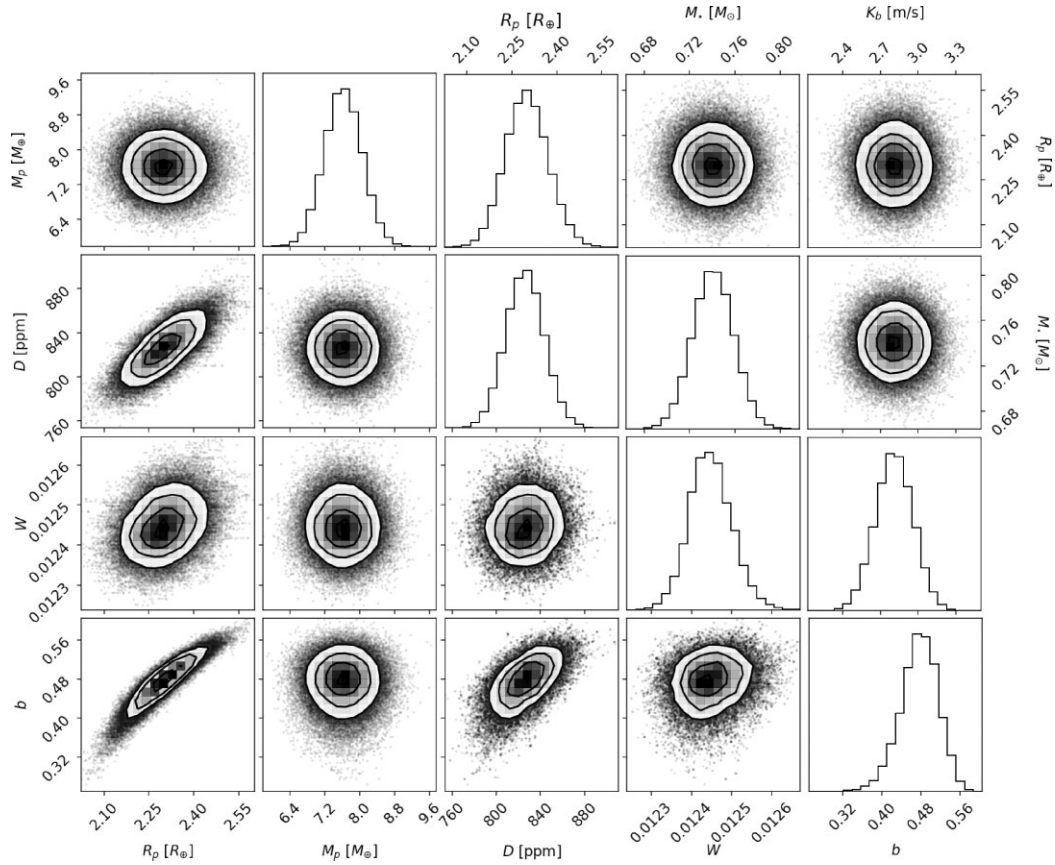 R_p [R_⊕] M_⋆ [M_⊙] K_b [m/s]
2.10 2.25 2.40 2.55 0.68 0.72 0.76 0.80 2.4 2.7 3.0 3.3
M_p [M_⊕] 9.6 8.8 8.0 7.2 6.4
2.55 2.40 2.25 2.10 R_p [R_⊕]
D [ppm] 880 840 800 760
0.80 0.76 0.72 0.68 M_⋆ [M_⊙]
W 0.0126 0.0125 0.0124 0.0123
b 0.56 0.48 0.40 0.32
2.10 2.25 2.40 2.55 6.4 7.2 8.0 8.8 9.6 760 800 840 880 0.0123 0.0124 0.0125 0.0126 0.32 0.40 0.48 0.56
R_p [R_⊕] M_p [M_⊕] D [ppm] W b